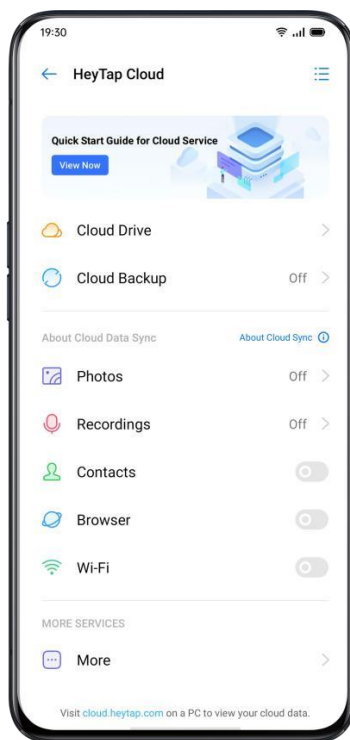 19:30
HeyTap Cloud
Quick Start Guide for Cloud Service
View Now
Cloud Drive
Cloud Backup Off
About Cloud Data Sync About Cloud Sync
Photos Off
Recordings Off
Contacts
Browser
Wi-Fi
MORE SERVICES
More
Visit cloud.heytap.com on a PC to view your cloud data.